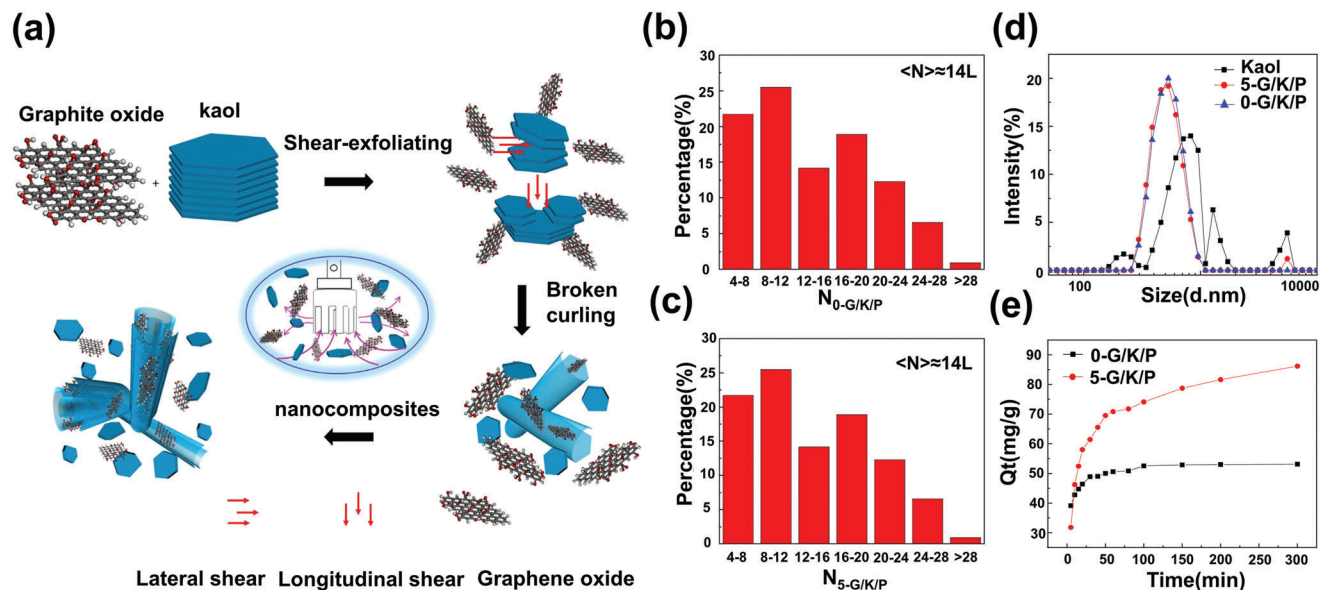 (a)
Graphite oxide
kaol
+
Shear-exfoliating
Broken
curling
nanocomposites
Lateral shear
Longitudinal shear
Graphene oxide
(b)
<N>≈14L
Percentage(%)
30
25
20
15
10
5
0
4-8 8-12 12-16 16-20 20-24 24-28 >28
N0-G/K/P
(c)
<N>≈14L
Percentage(%)
30
25
20
15
10
5
0
4-8 8-12 12-16 16-20 20-24 24-28 >28
N5-G/K/P
(d)
Kaol
5-G/K/P
0-G/K/P
Intensity(%)
20
15
10
5
0
100 10000
Size(d.nm)
(e)
0-G/K/P
5-G/K/P
Qt(mg/g)
90
80
70
60
50
40
30
0 50 100 150 200 250 300
Time(min)